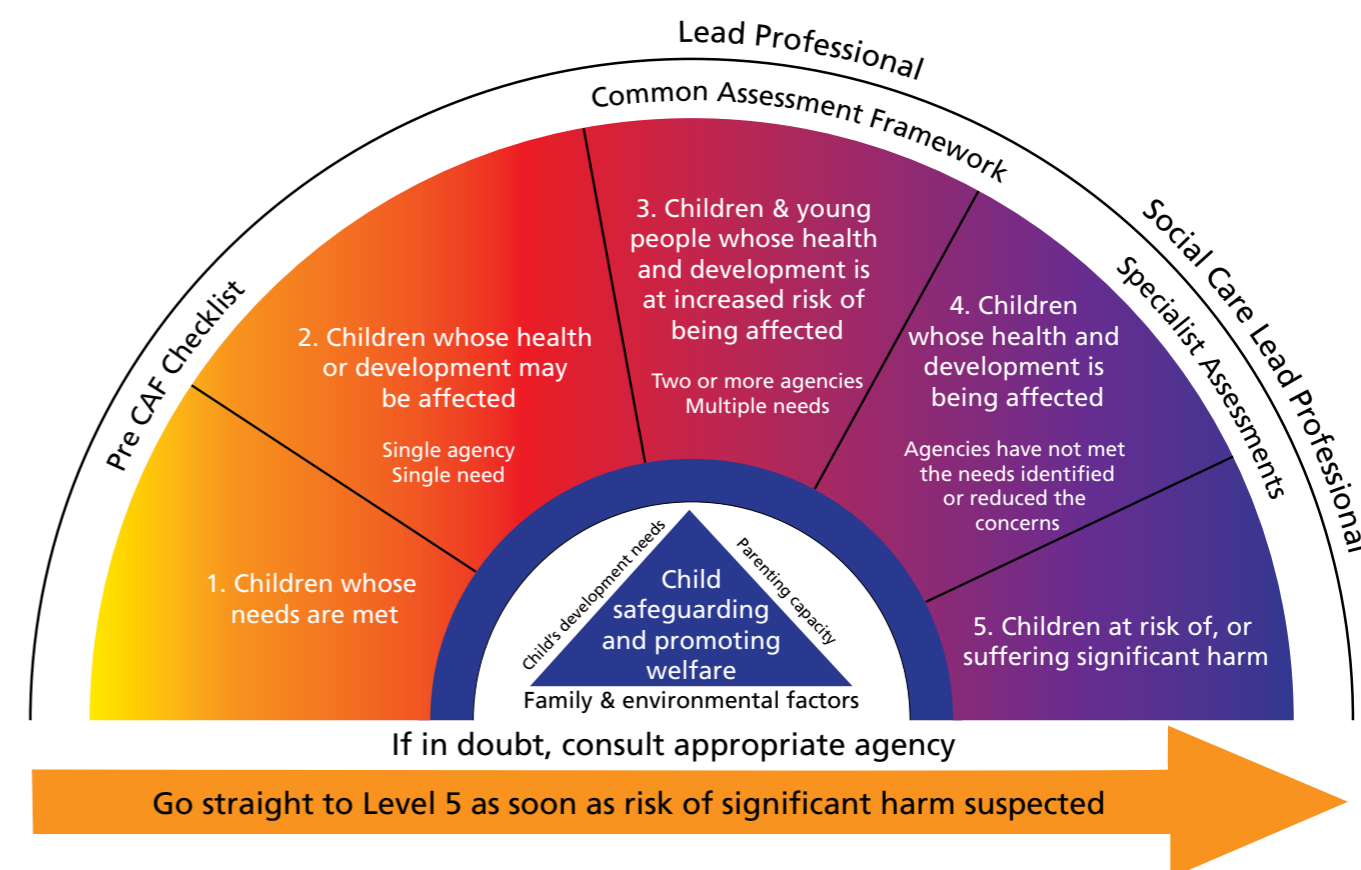 Lead Professional
Common Assessment Framework
Social Care Lead Professional
Specialist Assessments
Pre CAF Checklist
1. Children whose
needs are met
2. Children whose health
or development may
be affected
Single agency
Single need
3. Children & young
people whose health
and development is
at increased risk of
being affected
Two or more agencies
Multiple needs
4. Children
whose health and
development is
being affected
Agencies have not met
the needs identified
or reduced the
concerns
5. Children at risk of, or
suffering significant harm
Child's development needs
Parenting capacity
Child
safeguarding
and promoting
welfare
Family & environmental factors
If in doubt, consult appropriate agency
Go straight to Level 5 as soon as risk of significant harm suspected